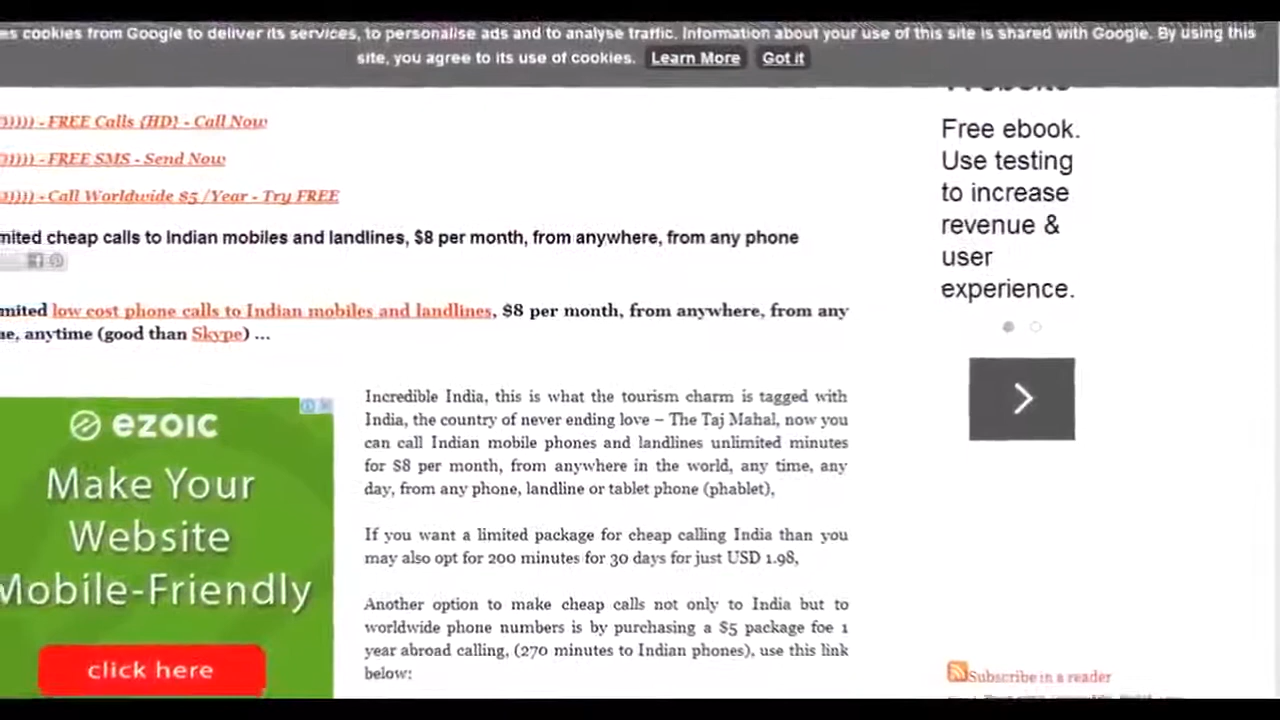 es cookies from Google to deliver its services, to personalise ads and to analyse traffic. Information about your use of this site is shared with Google. By using this
site, you agree to its use of cookies. Learn More Got it
))))) - FREE Calls {HD} - Call Now
))))) - FREE SMS - Send Now
))))) - Call Worldwide $5 /Year - Try FREE
mited cheap calls to Indian mobiles and landlines, $8 per month, from anywhere, from any phone
mited low cost phone calls to Indian mobiles and landlines, $8 per month, from anywhere, from any
ne, anytime (good than Skype) ...
ezoic
Make Your
Website
Mobile-Friendly
click here
Incredible India, this is what the tourism charm is tagged with
India, the country of never ending love – The Taj Mahal, now you
can call Indian mobile phones and landlines unlimited minutes
for $8 per month, from anywhere in the world, any time, any
day, from any phone, landline or tablet phone (phablet),
If you want a limited package for cheap calling India than you
may also opt for 200 minutes for 30 days for just USD 1.98,
Another option to make cheap calls not only to India but to
worldwide phone numbers is by purchasing a $5 package foe 1
year abroad calling, (270 minutes to Indian phones), use this link
below:
Free ebook.
Use testing
to increase
revenue &
user
experience.
Subscribe in a reader